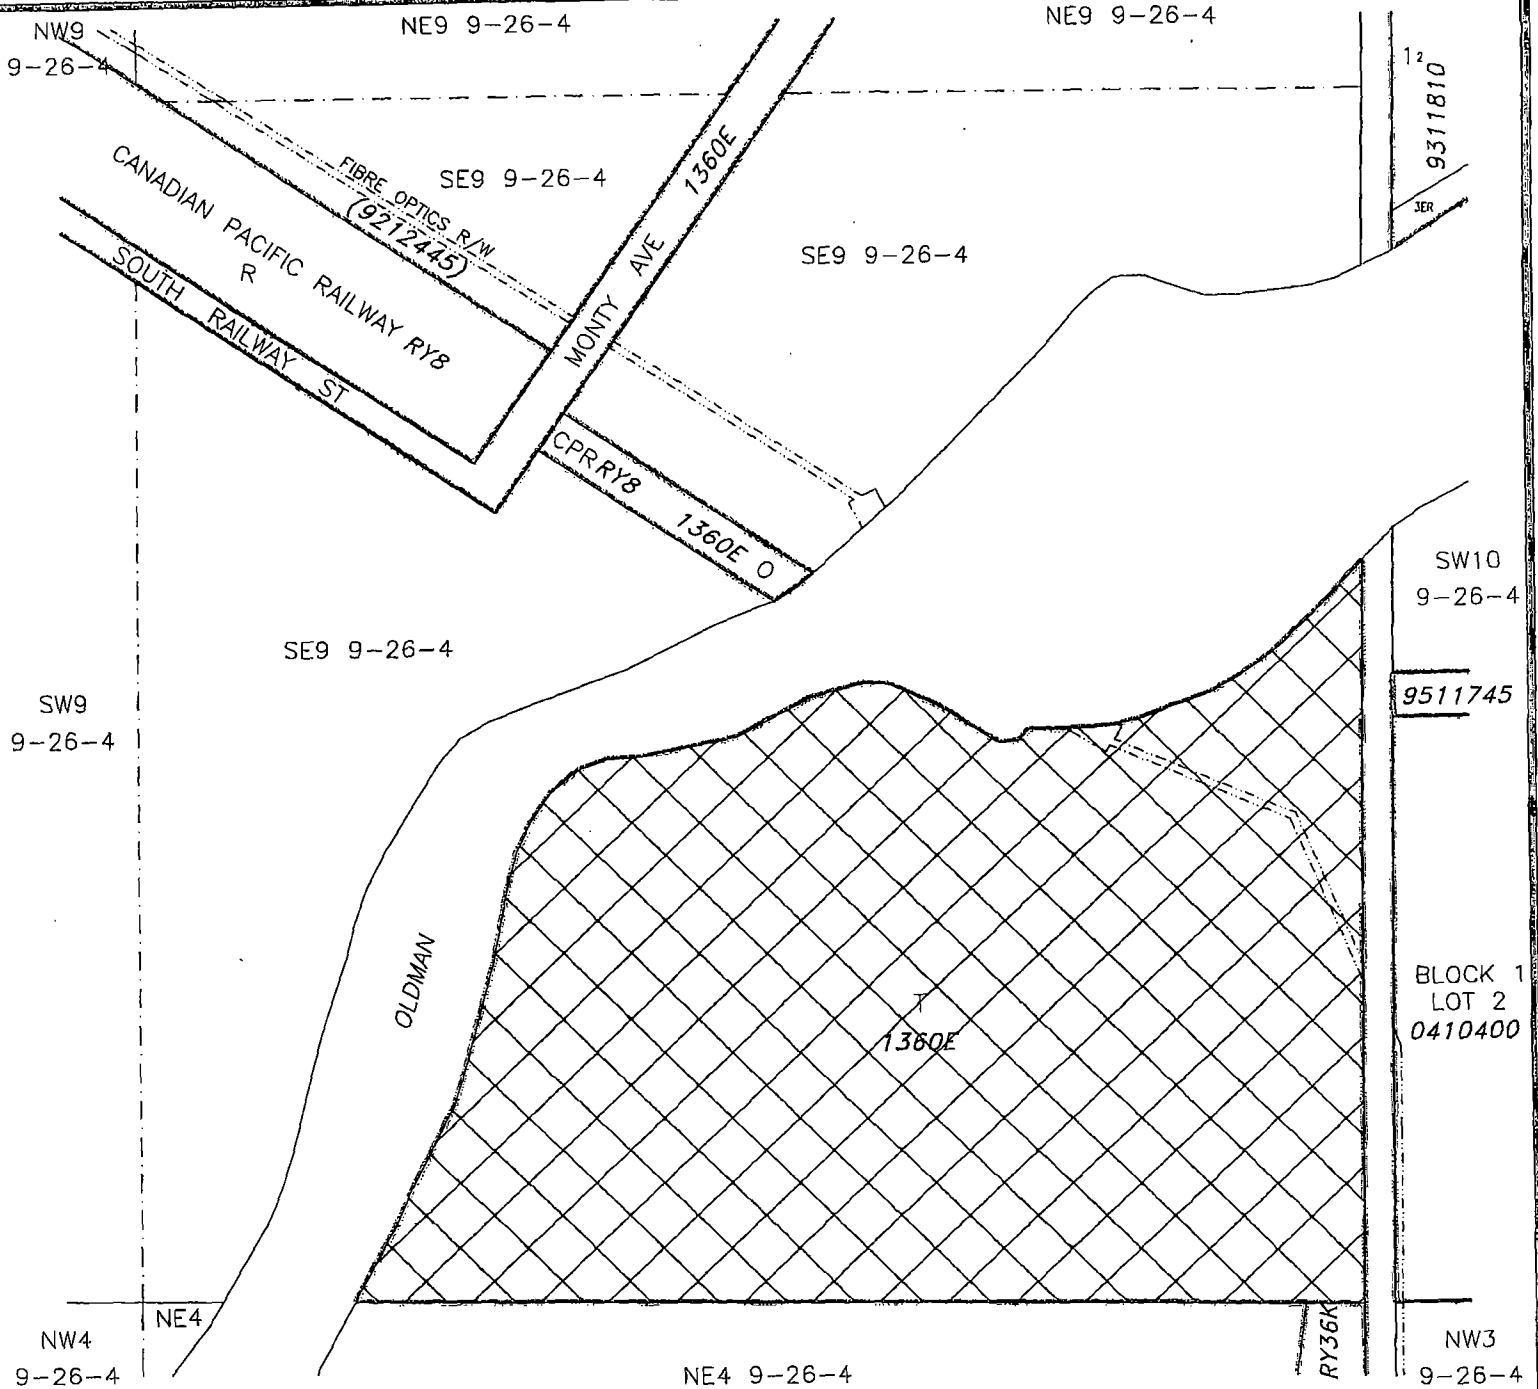 NW9
9-26-4
NE9 9-26-4
NE9 9-26-4
12
9311810
3ER
CANADIAN PACIFIC RAILWAY RY8
R
FIBRE OPTICS R/W
(9212445)
SE9 9-26-4
MONTY AVE 1360E
SE9 9-26-4
SOUTH RAILWAY ST
CPR RY8 1360E O
SW10
9-26-4
SE9 9-26-4
SW9
9-26-4
9511745
OLDMAN
T
1360E
BLOCK 1
LOT 2
0410400
NE4
NW4
9-26-4
NE4 9-26-4
RY36K
NW3
9-26-4